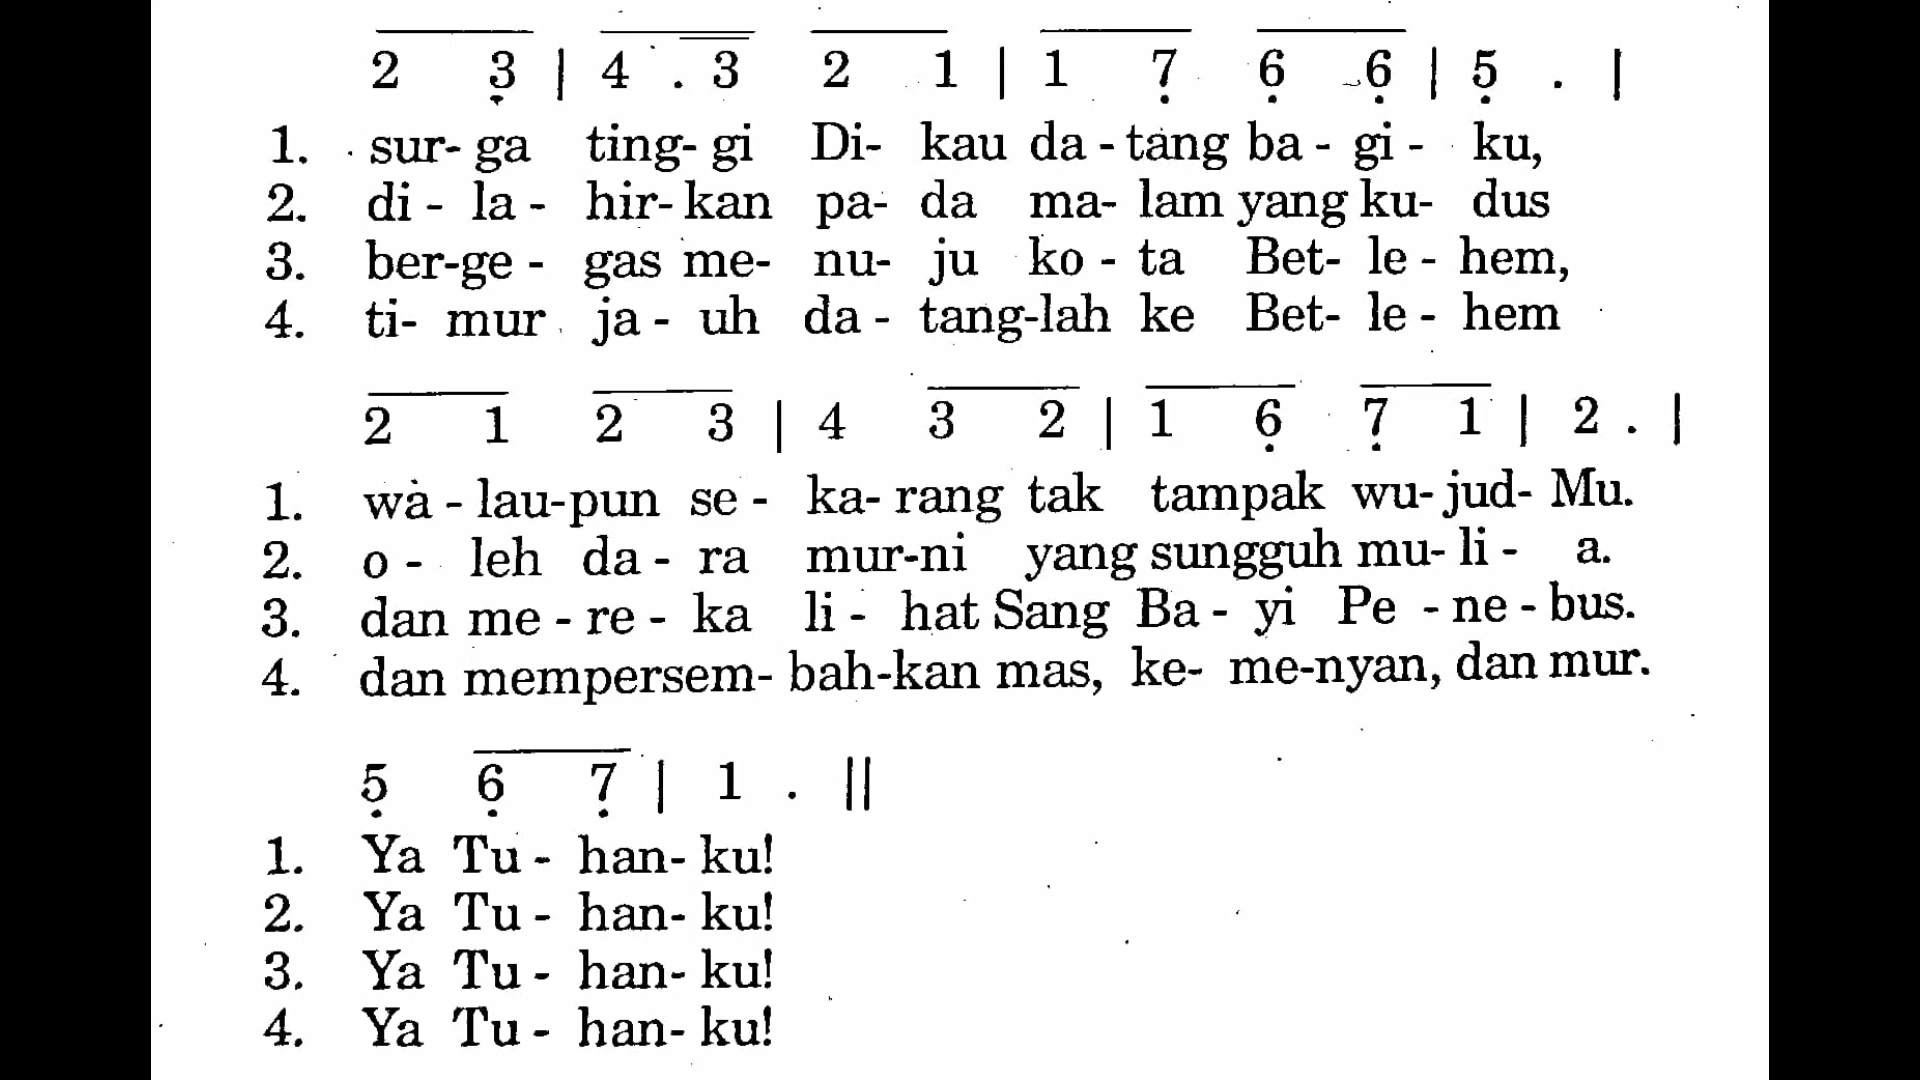 2 3̣ | 4 . 3 2 1 | 1 7̣ 6̣ 6̣ | 5̣ . |
1. sur- ga ting- gi Di- kau da - tang ba - gi - ku,
2. di - la - hir- kan pa- da ma- lam yang ku- dus
3. ber-ge - gas me- nu- ju ko - ta Bet- le - hem,
4. ti- mur ja - uh da - tang-lah ke Bet- le - hem
2 1 2 3 | 4 3 2 | 1 6̣ 7̣ 1 | 2 . |
1. wa - lau-pun se - ka- rang tak tampak wu- jud- Mu.
2. o - leh da - ra mur-ni yang sungguh mu- li - a.
3. dan me - re - ka li - hat Sang Ba - yi Pe - ne - bus.
4. dan mempersem- bah-kan mas, ke- me-nyan, dan mur.
5̣ 6̣ 7̣ | 1 . ||
1. Ya Tu - han- ku!
2. Ya Tu - han- ku!
3. Ya Tu - han- ku!
4. Ya Tu - han- ku!